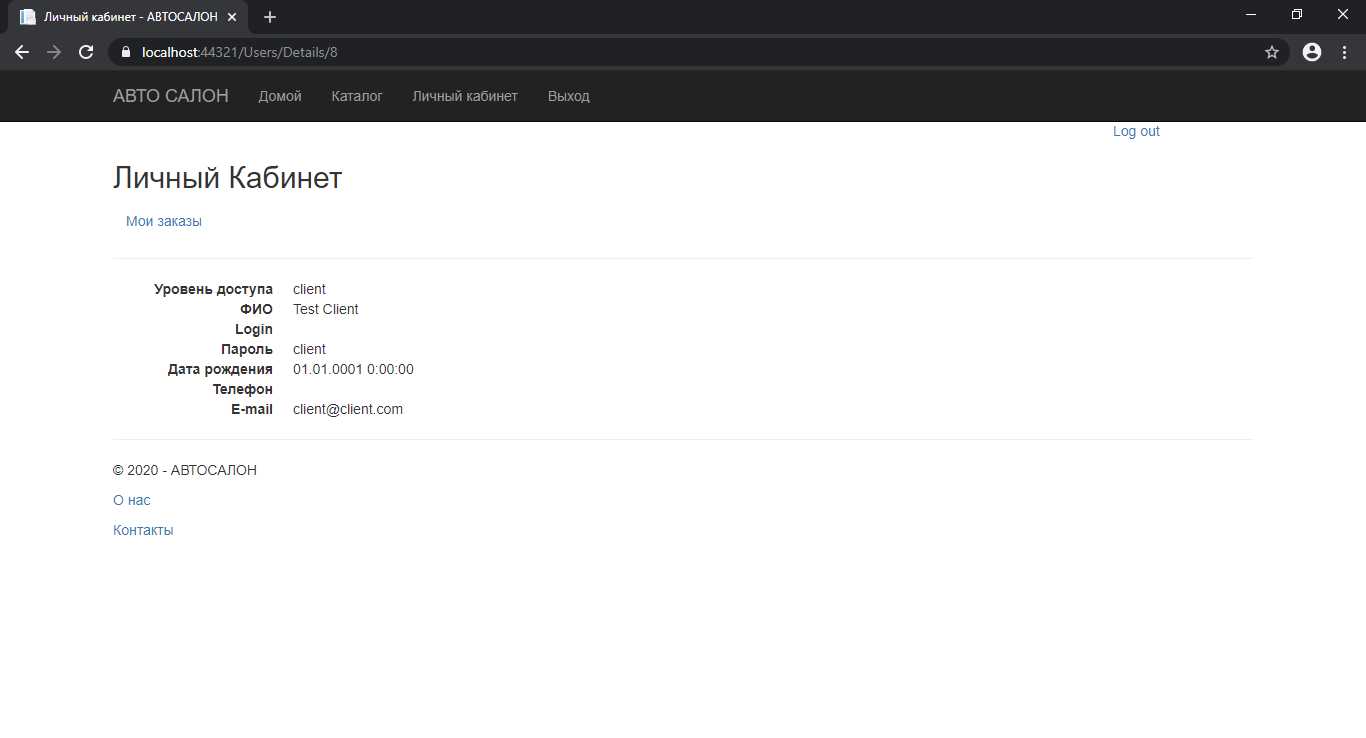 Личный кабинет - АВТОСАЛОН
localhost:44321/Users/Details/8
АВТО САЛОН Домой Каталог Личный кабинет Выход
Log out
Личный Кабинет
Мои заказы
Уровень доступа client
ФИО Test Client
Login
Пароль client
Дата рождения 01.01.0001 0:00:00
Телефон
E-mail client@client.com
© 2020 - АВТОСАЛОН
О нас
Контакты